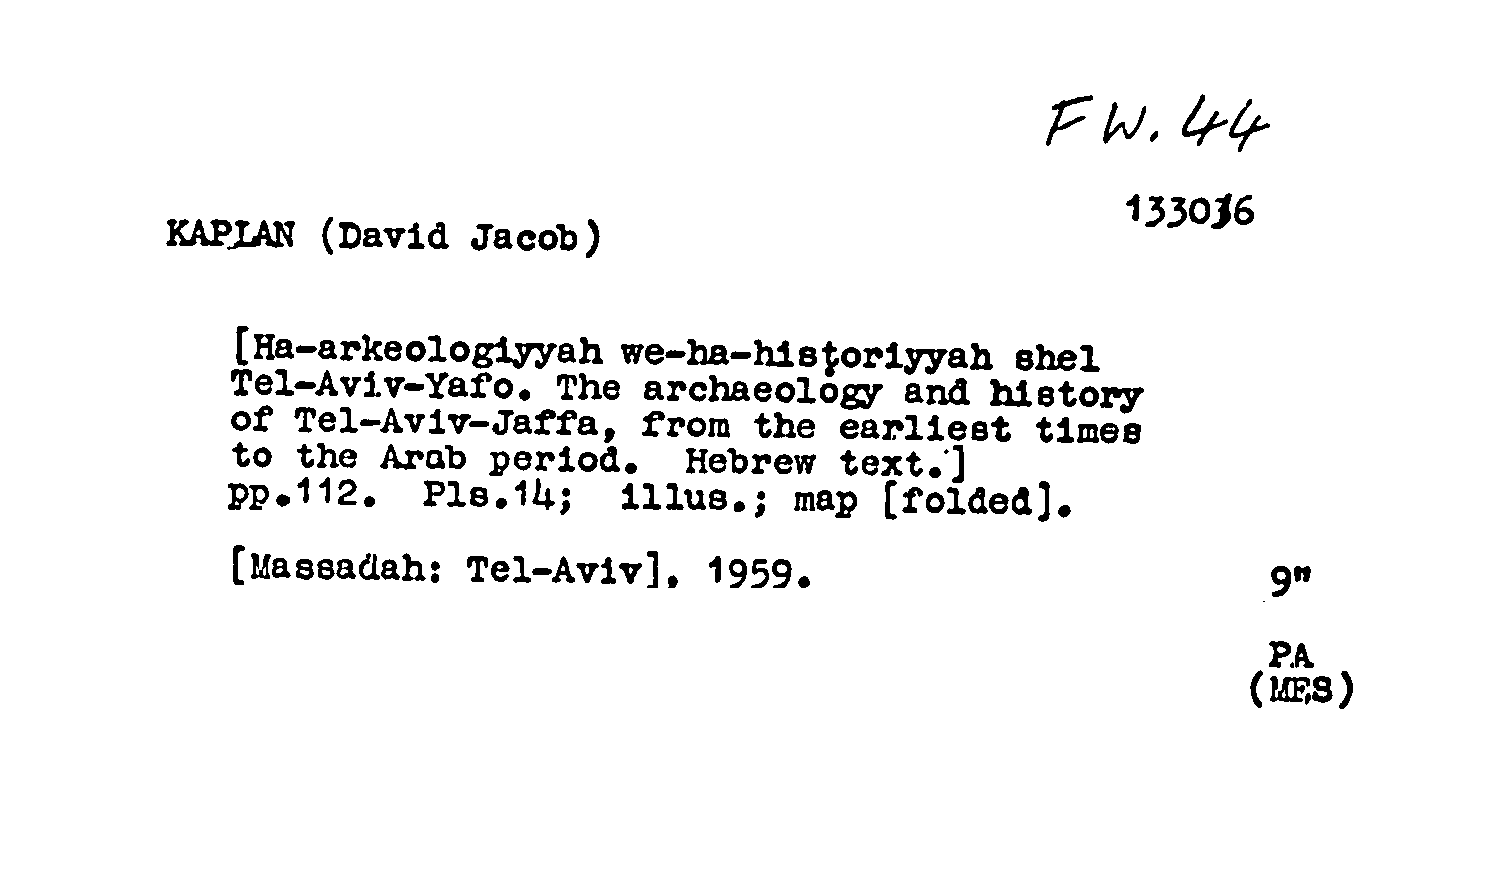 FW.44
133036
KAPLAN (David Jacob)
[Ha-arkeologiyyah we-ha-hisṭoriyyah shel
Tel-Aviv-Yafo. The archaeology and history
of Tel-Aviv-Jaffa, from the earliest times
to the Arab period. Hebrew text.]
pp.112. Pls.14; illus.; map [folded].
[Massadah: Tel-Aviv], 1959.
9"
PA
(MES)